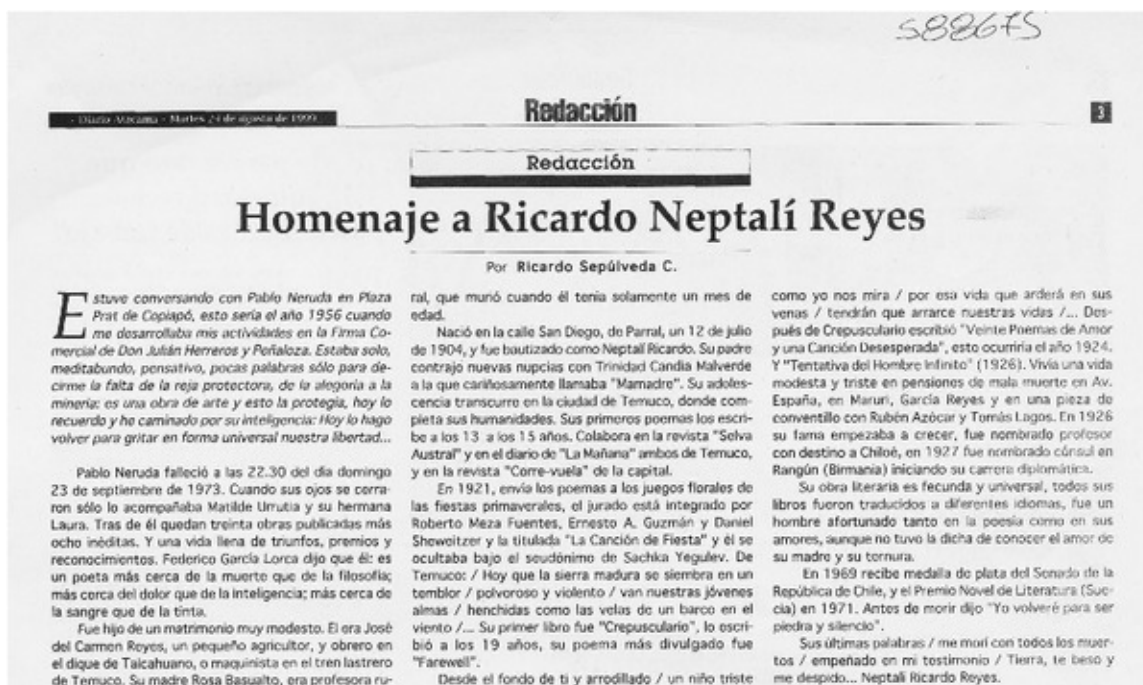 588675
Diario Atacama - Martes 24 de agosto de 1999
Redacción
3
Redacción
Homenaje a Ricardo Neptalí Reyes
Por Ricardo Sepúlveda C.
Estuve conversando con Pablo Neruda en Plaza
Prat de Copiapó, esto sería el año 1956 cuando
me desarrollaba mis actividades en la Firma Co-
mercial de Don Julián Herreros y Peñaloza. Estaba solo,
meditabundo, pensativo, pocas palabras sólo para de-
cirme la falta de la reja protectora, de la alegoría a la
minería: es una obra de arte y esto la protegía, hoy lo
recuerdo y he caminado por su inteligencia: Hoy lo hago
volver para gritar en forma universal nuestra libertad...
Pablo Neruda falleció a las 22.30 del día domingo
23 de septiembre de 1973. Cuando sus ojos se cerra-
ron sólo lo acompañaba Matilde Urrutia y su hermana
Laura. Tras de él quedan treinta obras publicadas más
ocho inéditas. Y una vida llena de triunfos, premios y
reconocimientos. Federico García Lorca dijo que él: es
un poeta más cerca de la muerte que de la filosofía;
más cerca del dolor que de la inteligencia; más cerca de
la sangre que de la tinta.
Fue hijo de un matrimonio muy modesto. El era José
del Carmen Reyes, un pequeño agricultor, y obrero en
el dique de Talcahuano, o maquinista en el tren lastrero
de Temuco. Su madre Rosa Basualto, era profesora ru-
ral, que murió cuando él tenía solamente un mes de
edad.
Nació en la calle San Diego, de Parral, un 12 de julio
de 1904, y fue bautizado como Neptalí Ricardo. Su padre
contrajo nuevas nupcias con Trinidad Candia Malverde
a la que cariñosamente llamaba "Mamadre". Su adoles-
cencia transcurre en la ciudad de Temuco, donde com-
pleta sus humanidades. Sus primeros poemas los escri-
be a los 13 a los 15 años. Colabora en la revista "Selva
Austral" y en el diario de "La Mañana" ambos de Temuco,
y en la revista "Corre-vuela" de la capital.
En 1921, envía los poemas a los juegos florales de
las fiestas primaverales, el jurado está integrado por
Roberto Meza Fuentes, Ernesto A. Guzmán y Daniel
Sheweitzer y la titulada "La Canción de Fiesta" y él se
ocultaba bajo el seudónimo de Sachka Yegulev. De
Temuco: / Hoy que la sierra madura se siembra en un
temblor / polvoroso y violento / van nuestras jóvenes
almas / henchidas como las velas de un barco en el
viento /... Su primer libro fue "Crepusculario", lo escri-
bió a los 19 años, su poema más divulgado fue
"Farewell".
Desde el fondo de ti y arrodillado / un niño triste
como yo nos mira / por esa vida que arderá en sus
venas / tendrán que arrarce nuestras vidas /... Des-
pués de Crepusculario escribió "Veinte Poemas de Amor
y una Canción Desesperada", esto ocurriría el año 1924.
Y "Tentativa del Hombre Infinito" (1926). Vivía una vida
modesta y triste en pensiones de mala muerte en Av.
España, en Maruri, García Reyes y en una pieza de
conventillo con Rubén Azócar y Tomás Lagos. En 1926
su fama empezaba a crecer, fue nombrado profesor
con destino a Chiloé, en 1927 fue nombrado cónsul en
Rangún (Birmania) iniciando su carrera diplomática.
Su obra literaria es fecunda y universal, todos sus
libros fueron traducidos a diferentes idiomas, fue un
hombre afortunado tanto en la poesía como en sus
amores, aunque no tuvo la dicha de conocer el amor de
su madre y su ternura.
En 1969 recibe medalla de plata del Senado de la
República de Chile, y el Premio Novel de Literatura (Sue-
cia) en 1971. Antes de morir dijo "Yo volveré para ser
piedra y silencio".
Sus últimas palabras / me morí con todos los muer-
tos / empeñado en mi testimonio / Tierra, te beso y
me despido... Neptalí Ricardo Reyes.